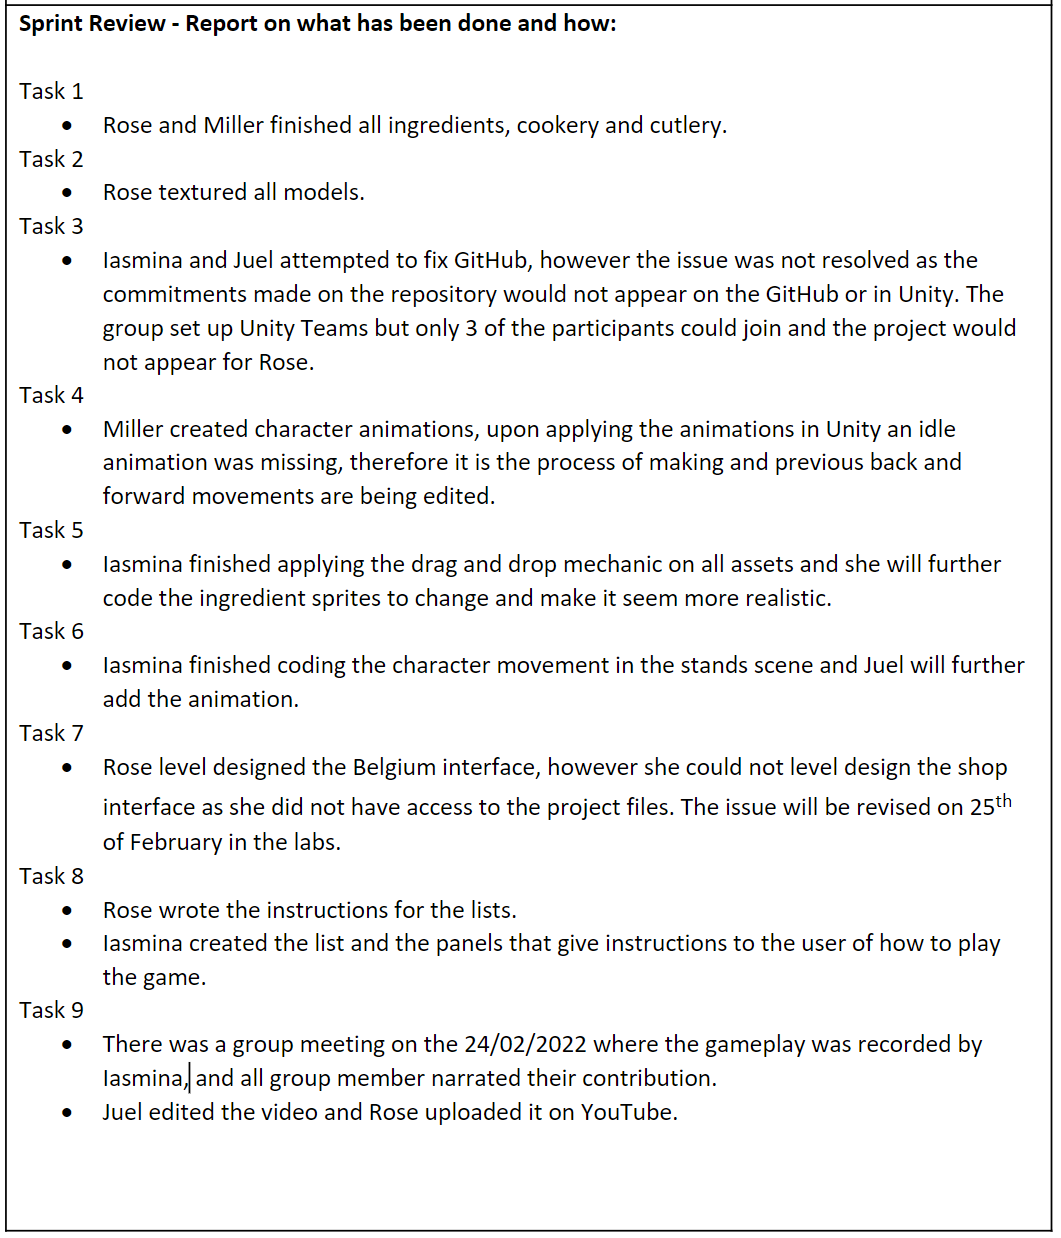 Sprint Review - Report on what has been done and how:
Task 1
• Rose and Miller finished all ingredients, cookery and cutlery.
Task 2
• Rose textured all models.
Task 3
• Iasmina and Juel attempted to fix GitHub, however the issue was not resolved as the
commitments made on the repository would not appear on the GitHub or in Unity. The
group set up Unity Teams but only 3 of the participants could join and the project would
not appear for Rose.
Task 4
• Miller created character animations, upon applying the animations in Unity an idle
animation was missing, therefore it is the process of making and previous back and
forward movements are being edited.
Task 5
• Iasmina finished applying the drag and drop mechanic on all assets and she will further
code the ingredient sprites to change and make it seem more realistic.
Task 6
• Iasmina finished coding the character movement in the stands scene and Juel will further
add the animation.
Task 7
• Rose level designed the Belgium interface, however she could not level design the shop
interface as she did not have access to the project files. The issue will be revised on 25th
of February in the labs.
Task 8
• Rose wrote the instructions for the lists.
• Iasmina created the list and the panels that give instructions to the user of how to play
the game.
Task 9
• There was a group meeting on the 24/02/2022 where the gameplay was recorded by
Iasmina, and all group member narrated their contribution.
• Juel edited the video and Rose uploaded it on YouTube.